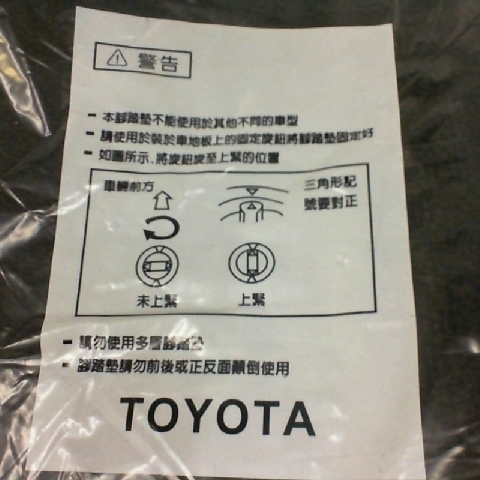 ⚠ 警告
- 本腳踏墊不能使用於其他不同的車型
- 請使用於裝於車地板上的固定旋鈕將腳踏墊固定好
- 如圖所示,將旋鈕旋至上緊的位置
車輛前方
三角形記
號要對正
未上緊
上緊
- 請勿使用多層腳踏墊
- 腳踏墊請勿前後或正反面顛倒使用
TOYOTA